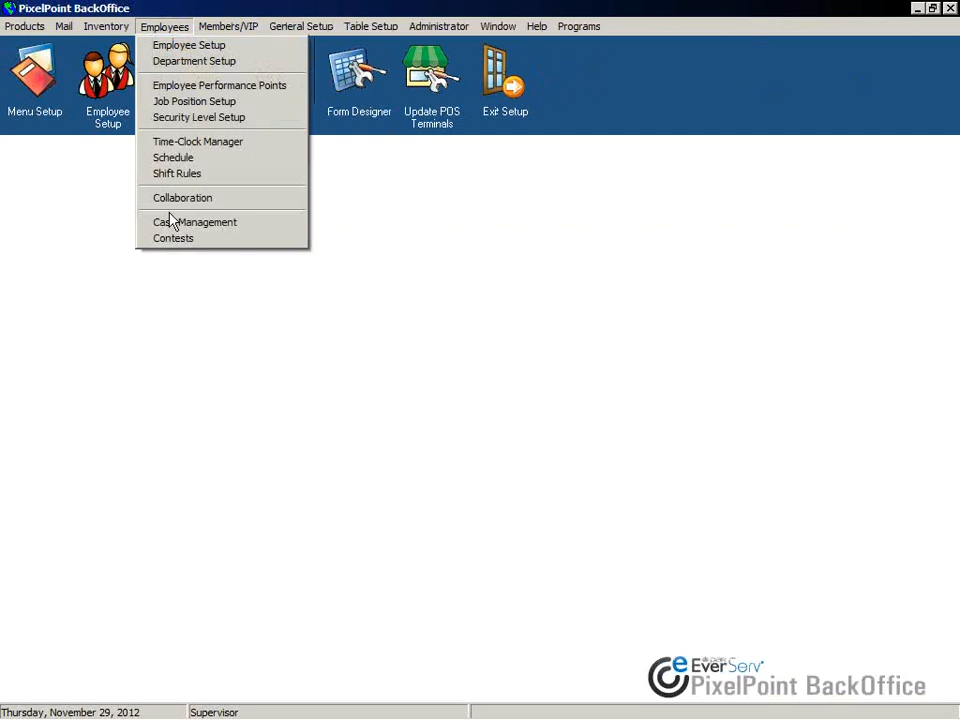 PixelPoint BackOffice
Products Mail Inventory Employees Members/VIP General Setup Table Setup Administrator Window Help Programs
Menu Setup
Employee Setup
Form Designer
Update POS Terminals
Exit Setup
Employee Setup
Department Setup
Employee Performance Points
Job Position Setup
Security Level Setup
Time-Clock Manager
Schedule
Shift Rules
Collaboration
Management
Contests
EverServ
PixelPoint BackOffice
Thursday, November 29, 2012 Supervisor